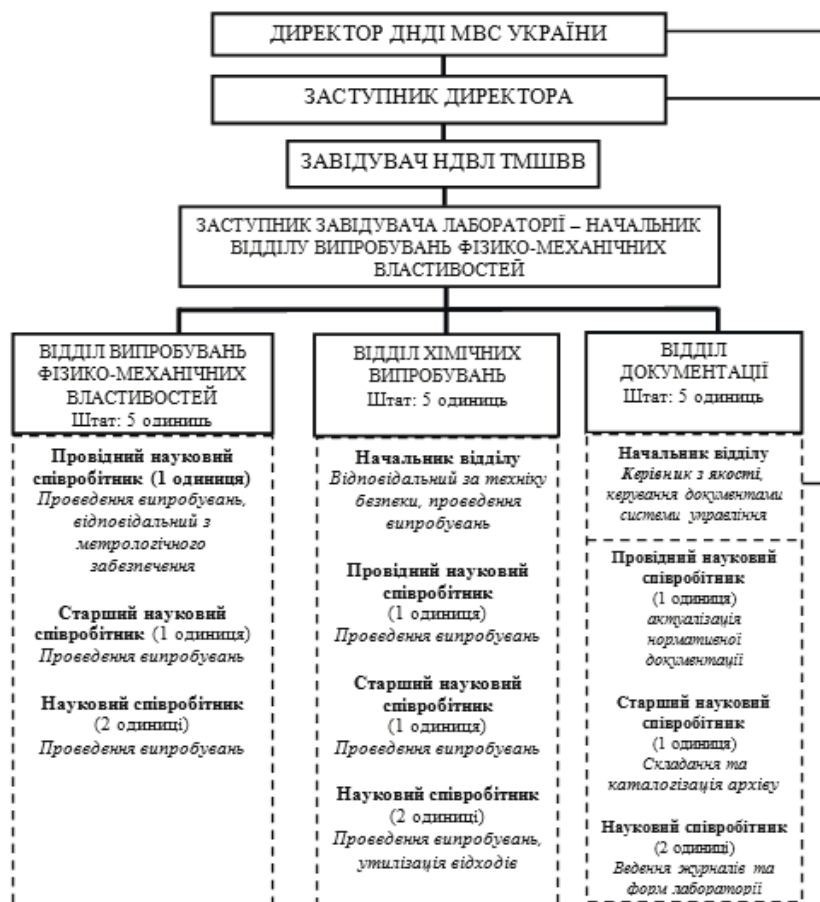 ДИРЕКТОР ДНДІ МВС УКРАЇНИ
ЗАСТУПНИК ДИРЕКТОРА
ЗАВІДУВАЧ НДВЛ ТМШВВ
ЗАСТУПНИК ЗАВІДУВАЧА ЛАБОРАТОРІЇ – НАЧАЛЬНИК
ВІДДІЛУ ВИПРОБУВАНЬ ФІЗИКО-МЕХАНІЧНИХ
ВЛАСТИВОСТЕЙ
ВІДДІЛ ВИПРОБУВАНЬ
ФІЗИКО-МЕХАНІЧНИХ
ВЛАСТИВОСТЕЙ
Штат: 5 одиниць
Провідний науковий
співробітник (1 одиниця)
Проведення випробувань,
відповідальний з
метрологічного
забезпечення
Старший науковий
співробітник (1 одиниця)
Проведення випробувань
Науковий співробітник
(2 одиниці)
Проведення випробувань
ВІДДІЛ ХІМІЧНИХ
ВИПРОБУВАНЬ
Штат: 5 одиниць
Начальник відділу
Відповідальний за техніку
безпеки, проведення
випробувань
Провідний науковий
співробітник
(1 одиниця)
Проведення випробувань
Старший науковий
співробітник
(1 одиниця)
Проведення випробувань
Науковий співробітник
(2 одиниці)
Проведення випробувань,
утилізація відходів
ВІДДІЛ
ДОКУМЕНТАЦІЇ
Штат: 5 одиниць
Начальник відділу
Керівник з якості,
керування документами
системи управління
Провідний науковий
співробітник
(1 одиниця)
актуалізація
нормативної
документації
Старший науковий
співробітник
(1 одиниця)
Складання та
каталогізація архіву
Науковий співробітник
(2 одиниці)
Ведення журналів та
форм лабораторії